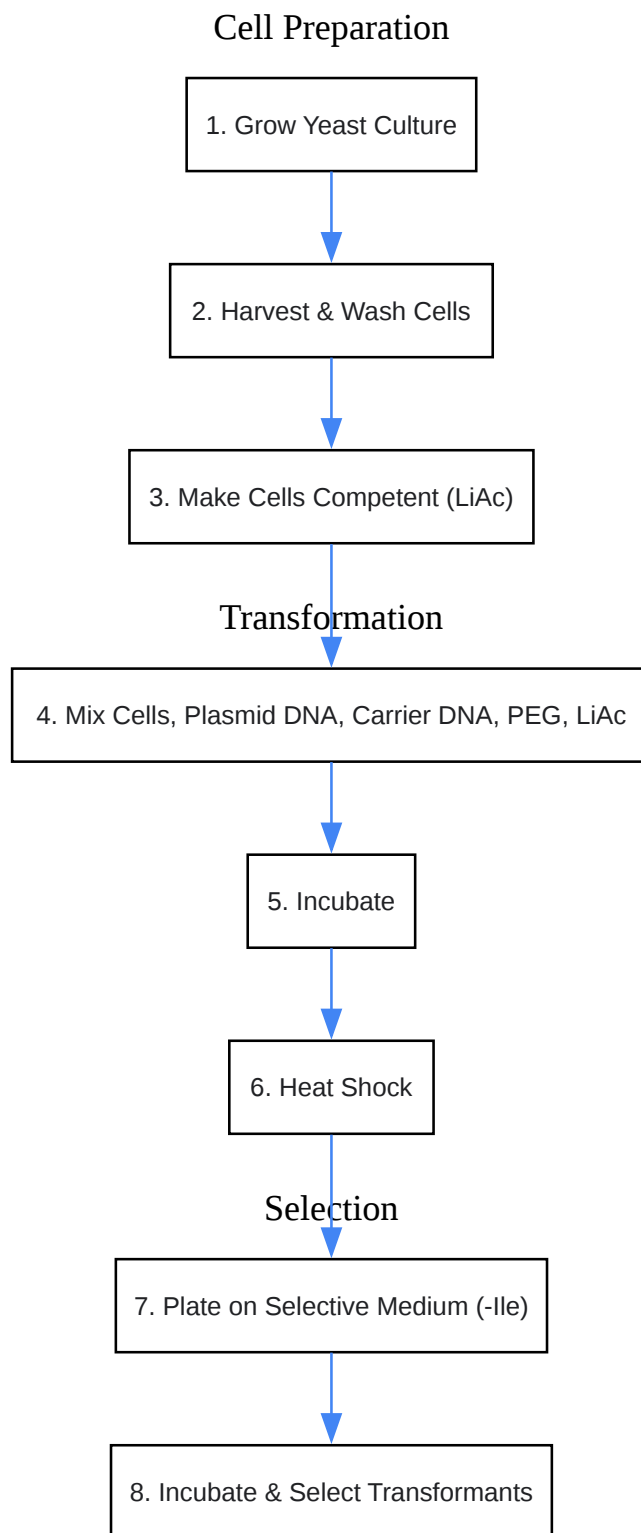 Cell Preparation
1. Grow Yeast Culture
2. Harvest & Wash Cells
3. Make Cells Competent (LiAc)
Transformation
4. Mix Cells, Plasmid DNA, Carrier DNA, PEG, LiAc
5. Incubate
6. Heat Shock
Selection
7. Plate on Selective Medium (-Ile)
8. Incubate & Select Transformants